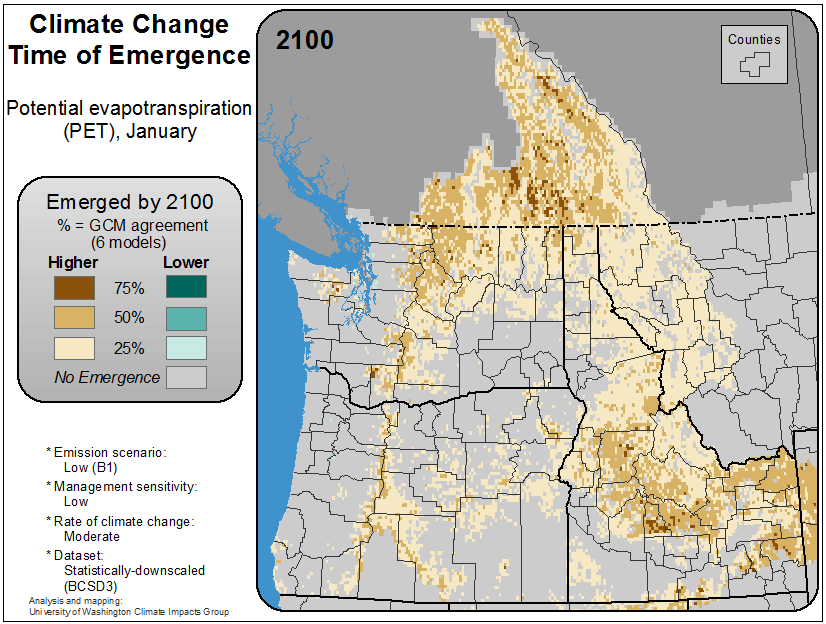 Climate Change
Time of Emergence
Potential evapotranspiration
(PET), January
Emerged by 2100
% = GCM agreement
(6 models)
Higher Lower
75%
50%
25%
No Emergence
* Emission scenario:
Low (B1)
* Management sensitivity:
Low
* Rate of climate change:
Moderate
* Dataset:
Statistically-downscaled
(BCSD3)
Analysis and mapping:
University of Washington Climate Impacts Group
2100
Counties